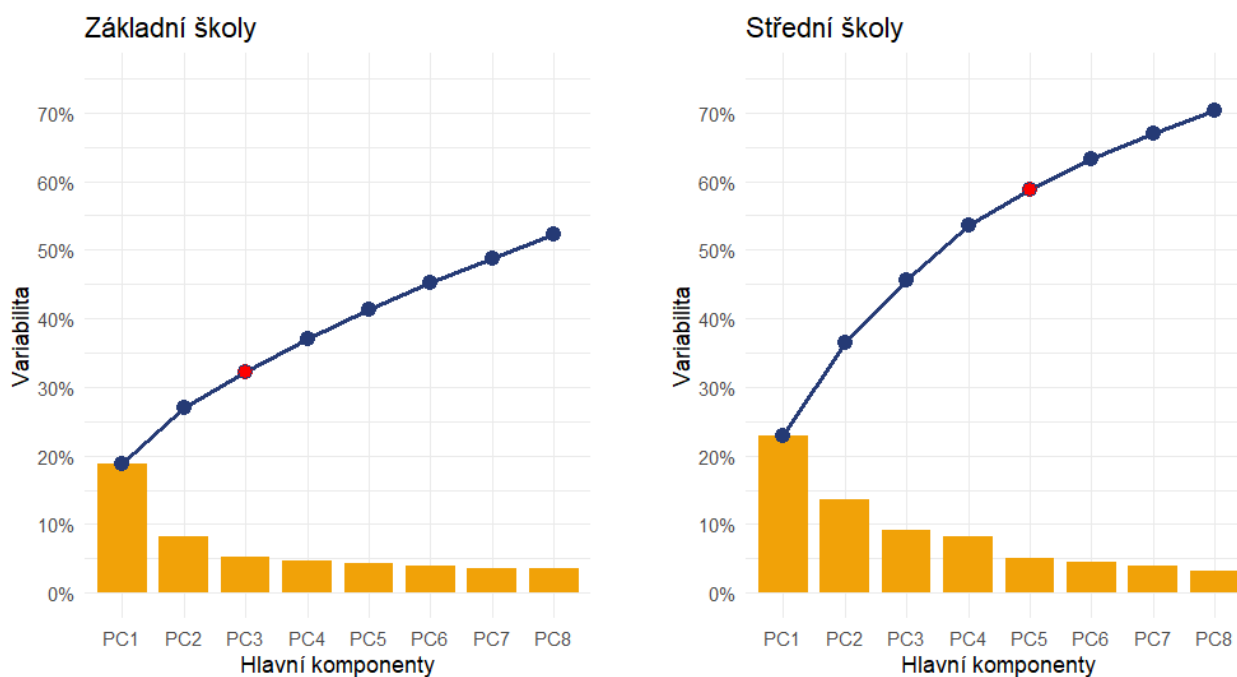 Základní školy
70%
60%
50%
40%
30%
20%
10%
0%
Variabilita
PC1 PC2 PC3 PC4 PC5 PC6 PC7 PC8
Hlavní komponenty
Střední školy
70%
60%
50%
40%
30%
20%
10%
0%
Variabilita
PC1 PC2 PC3 PC4 PC5 PC6 PC7 PC8
Hlavní komponenty